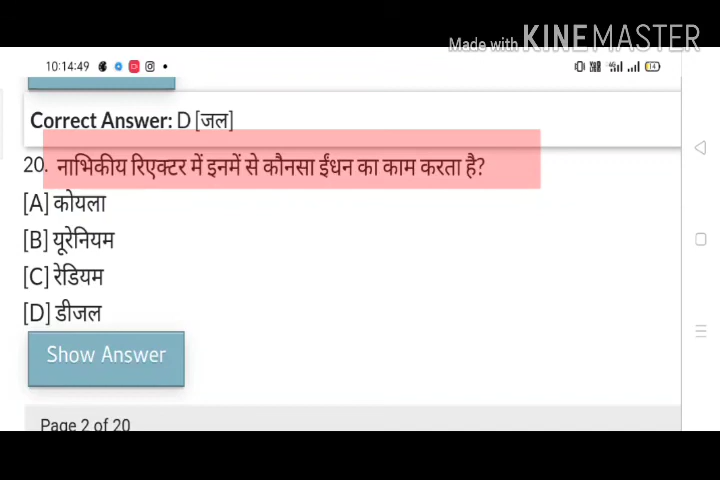 Made with KINEMASTER
10:14:49
14
Correct Answer: D [जल]
20. नाभिकीय रिएक्टर में इनमें से कौनसा ईंधन का काम करता है?
[A] कोयला
[B] यूरेनियम
[C] रेडियम
[D] डीजल
Show Answer
Page 2 of 20